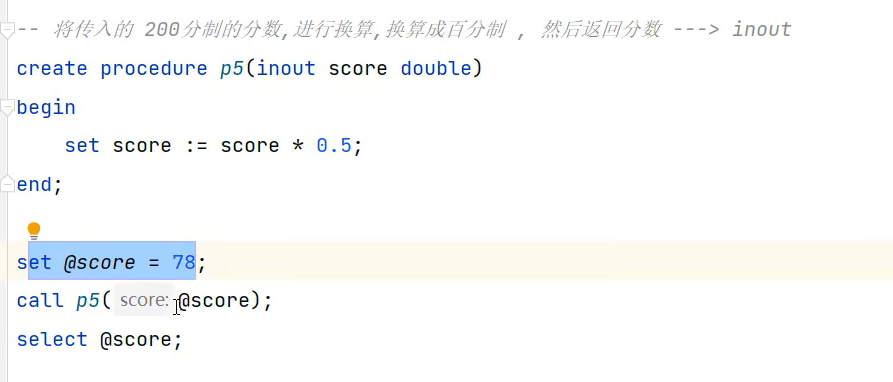 -- 将传入的 200分制的分数,进行换算,换算成百分制 , 然后返回分数 ---> inout
create procedure p5(inout score double)
begin
set score := score * 0.5;
end;
set @score = 78;
call p5( score: @score);
select @score;